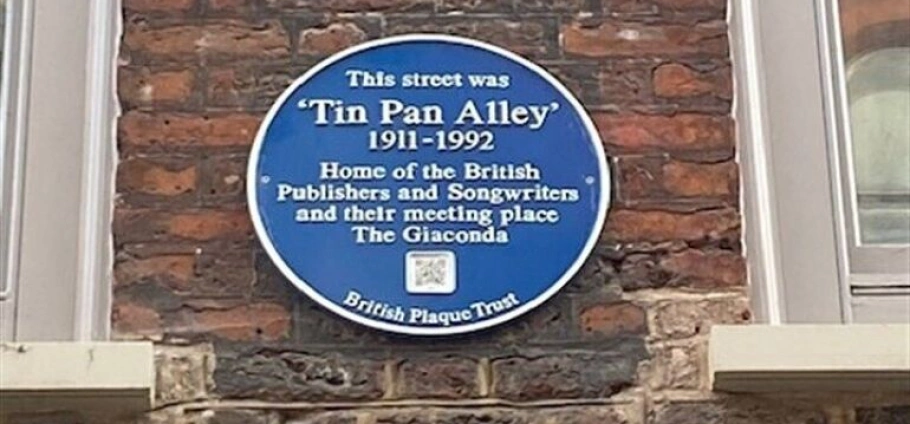 This street was
'Tin Pan Alley'
1911-1992
Home of the British
Publishers and Songwriters
and their meeting place
The Giaconda
British Plaque Trust